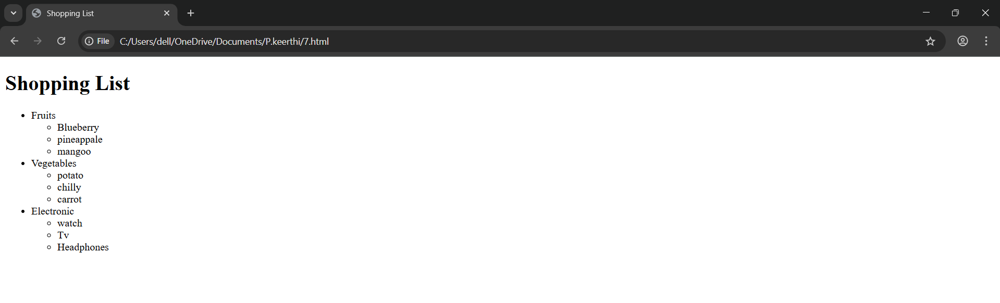 Shopping List
File C:/Users/dell/OneDrive/Documents/P.keerthi/7.html
Shopping List
Fruits
Blueberry
pineappale
mangoo
Vegetables
potato
chilly
carrot
Electronic
watch
Tv
Headphones